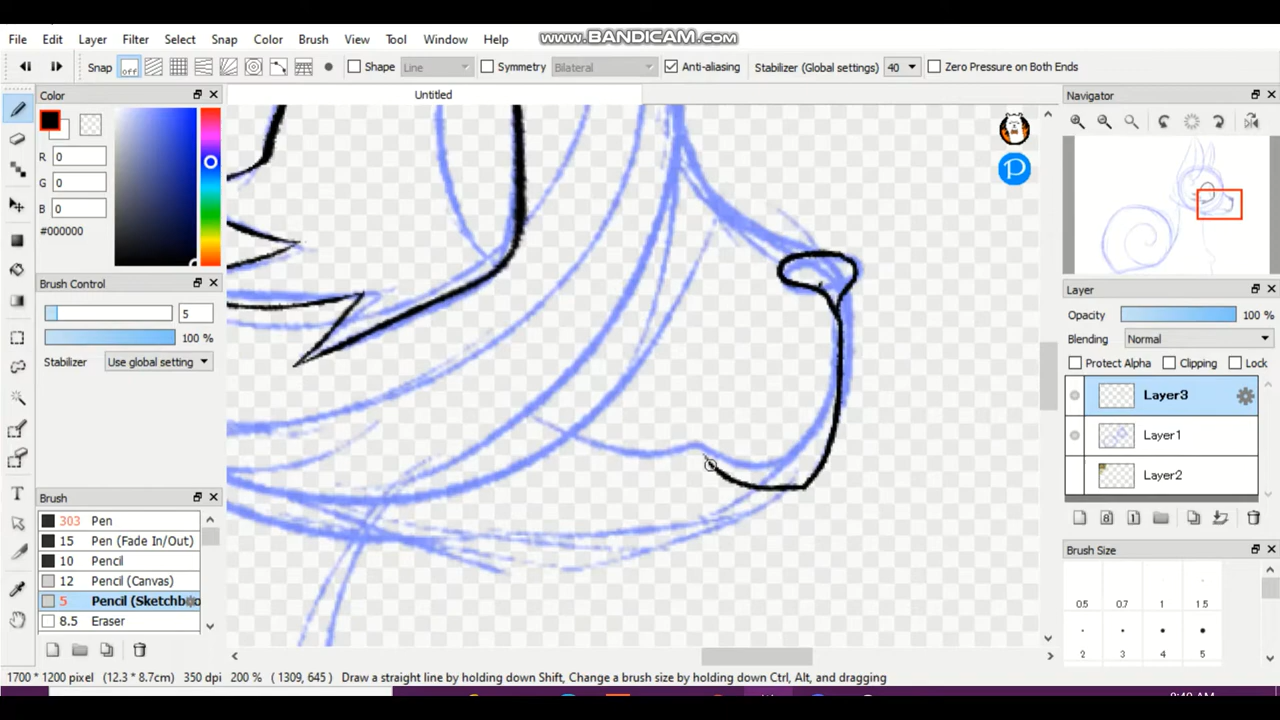 www.BANDICAM.com
File Edit Layer Filter Select Snap Color Brush View Tool Window Help
Snap off Shape Line Symmetry Bilateral Anti-aliasing Stabilizer (Global settings) 40 Zero Pressure on Both Ends
Color
Untitled
Navigator
R 0
G 0
B 0
#000000
Brush Control
5
100 %
Stabilizer Use global setting
Layer
Opacity 100 %
Blending Normal
Protect Alpha Clipping Lock
Layer3
Layer1
Layer2
Brush
303 Pen
15 Pen (Fade In/Out)
10 Pencil
12 Pencil (Canvas)
5 Pencil (Sketchbo
8.5 Eraser
8 1
Brush Size
0.5 0.7 1 1.5
2 3 4 5
1700 * 1200 pixel (12.3 * 8.7cm) 350 dpi 200 % ( 1309, 645 ) Draw a straight line by holding down Shift, Change a brush size by holding down Ctrl, Alt, and dragging